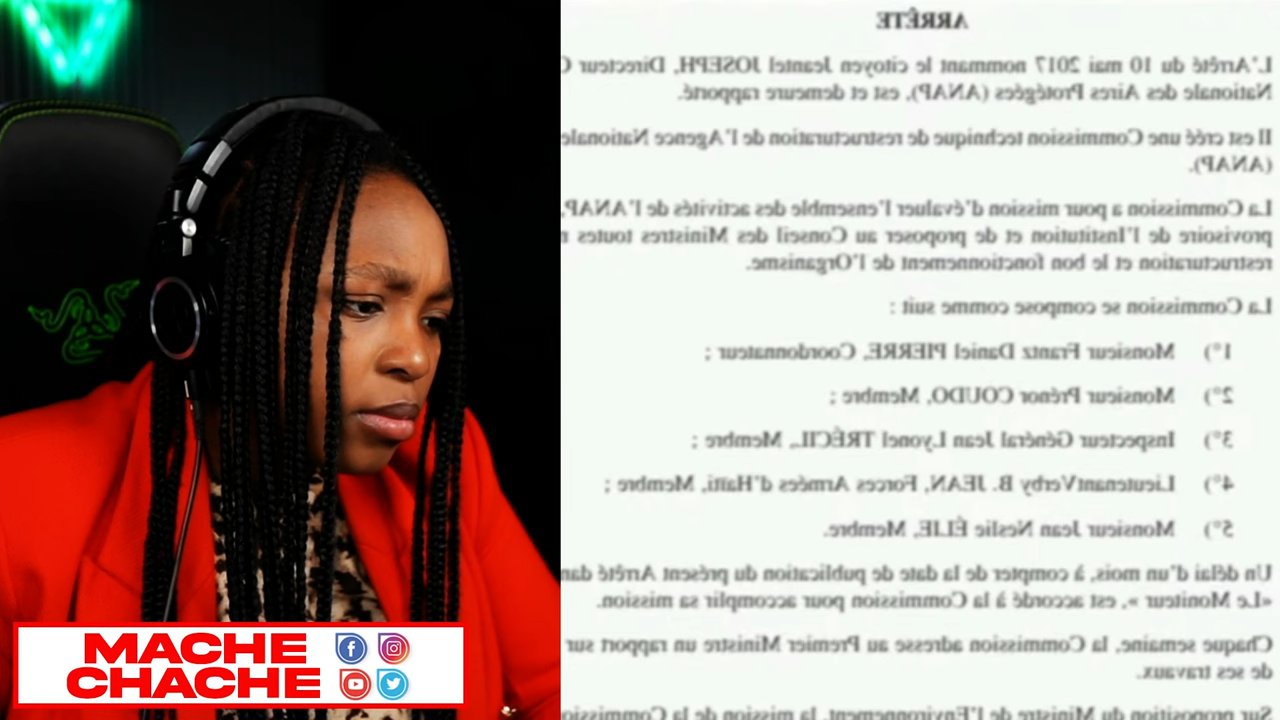 MACHE
CHACHE
ARRÊTE
L'Arrêté du 10 mai 2017 nommant le citoyen Jeantel JOSEPH, Directeur
Nationale des Aires Protégées (ANAP), est et demeure rapporté.
Il est créé une Commission technique de restructuration de l'Agence Nationale
(ANAP).
La Commission a pour mission d'évaluer l'ensemble des activités de l'ANAP,
provisoire de l'Institution et de proposer au Conseil des Ministres toutes
restructuration et le bon fonctionnement de l'Organisme.
La Commission se compose comme suit :
1°) Monsieur Frantz Daniel PIERRE, Coordonnateur ;
2°) Monsieur Prénor COUDO, Membre ;
3°) Inspecteur Général Jean Lyonel TRÉCIL, Membre ;
4°) LieutenantVerby B. JEAN, Forces Armées d'Haïti, Membre ;
5°) Monsieur Jean Neslie ÉLIE, Membre.
Un délai d'un mois, à compter de la date de publication du présent Arrêté dan
«Le Moniteur », est accordé à la Commission pour accomplir sa mission.
Chaque semaine, la Commission adresse au Premier Ministre un rapport sur
de ses travaux.
Sur proposition du Ministre de l'Environnement, la mission de la Commissio